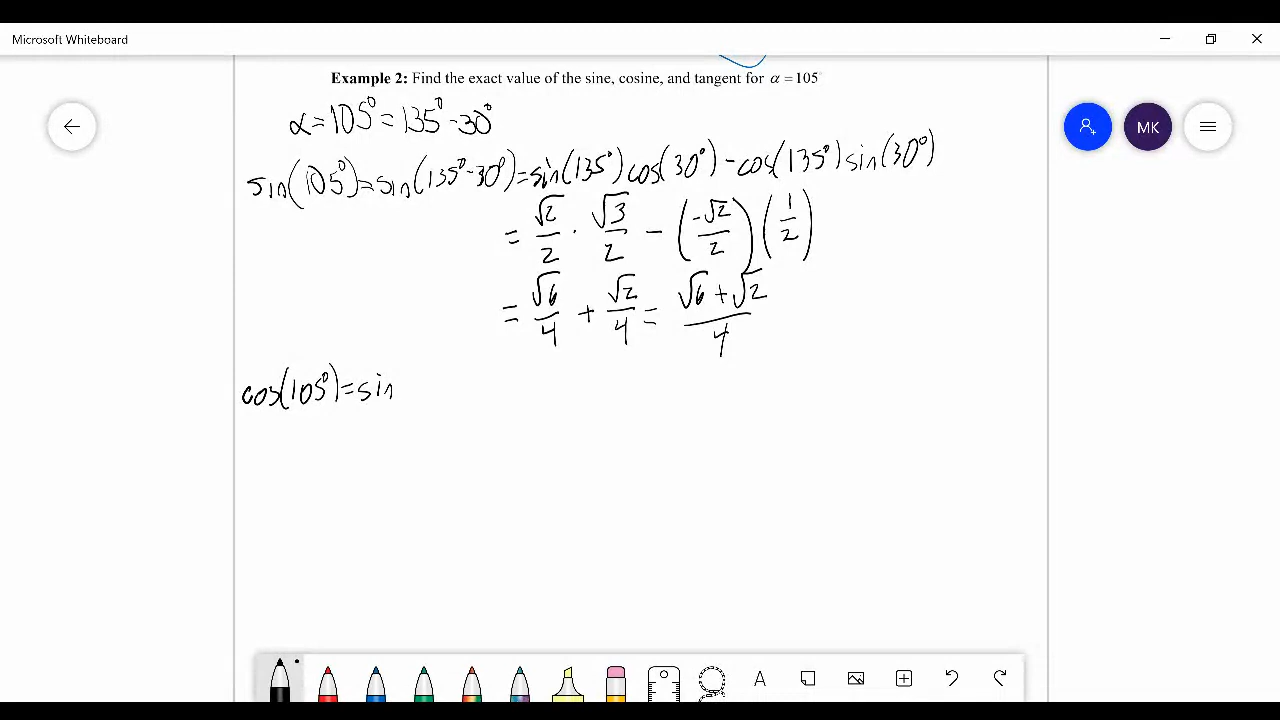 Microsoft Whiteboard
Example 2: Find the exact value of the sine, cosine, and tangent for α = 105
α = 105° = 135° - 30°
sin(105°) = sin(135° - 30°) = sin(135°) cos(30°) - cos(135°) sin(30°)
= √2/2 · √3/2 - (-√2/2)(1/2)
= √6/4 + √2/4 = (√6 + √2)/4
cos(105°) = sin
MK
A